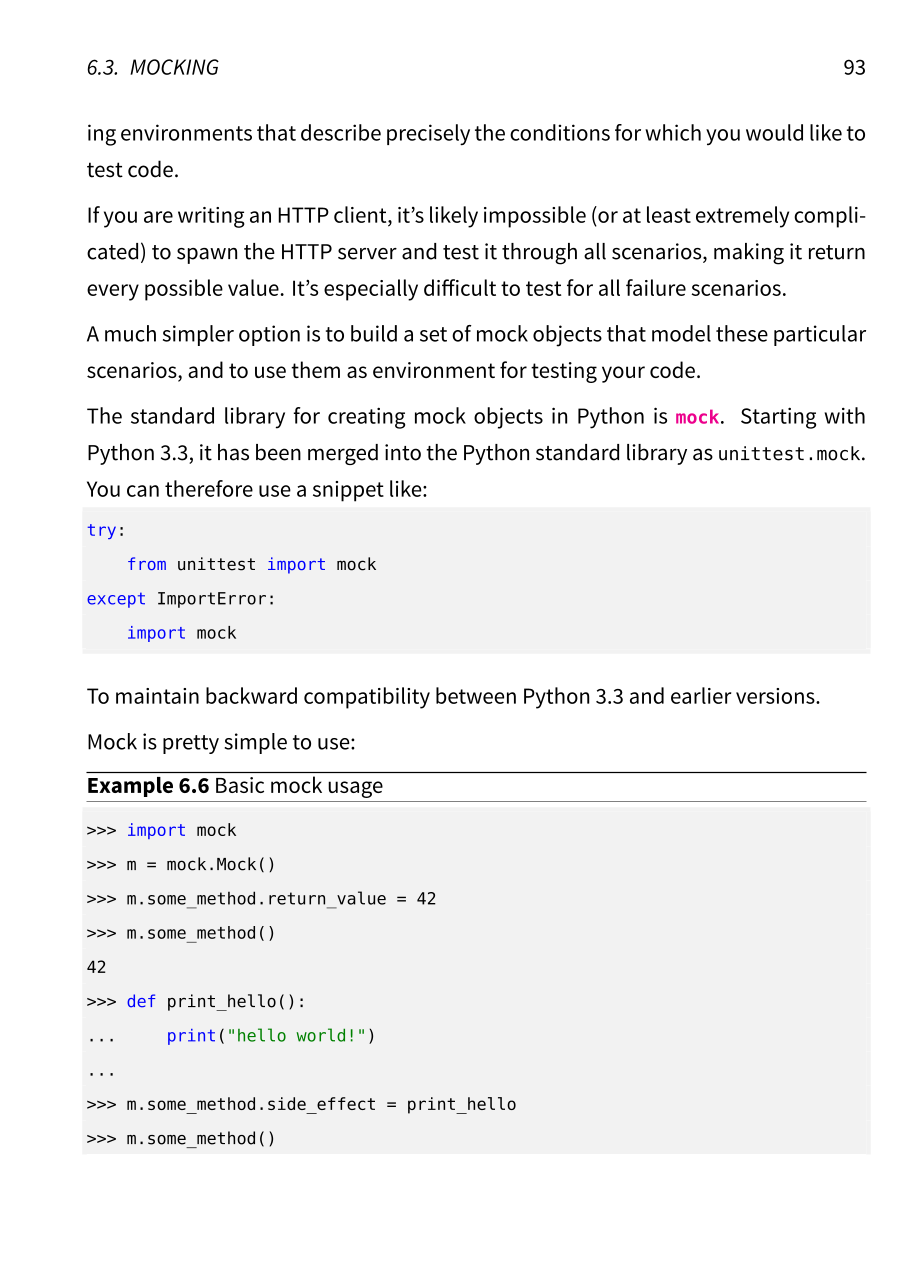 6.3. MOCKING 93
ing environments that describe precisely the conditions for which you would like to
test code.
If you are writing an HTTP client, it’s likely impossible (or at least extremely compli-
cated) to spawn the HTTP server and test it through all scenarios, making it return
every possible value. It’s especially difficult to test for all failure scenarios.
A much simpler option is to build a set of mock objects that model these particular
scenarios, and to use them as environment for testing your code.
The standard library for creating mock objects in Python is mock. Starting with
Python 3.3, it has been merged into the Python standard library as unittest.mock.
You can therefore use a snippet like:
try:
    from unittest import mock
except ImportError:
    import mock
To maintain backward compatibility between Python 3.3 and earlier versions.
Mock is pretty simple to use:
Example 6.6 Basic mock usage
>>> import mock
>>> m = mock.Mock()
>>> m.some_method.return_value = 42
>>> m.some_method()
42
>>> def print_hello():
...     print("hello world!")
...
>>> m.some_method.side_effect = print_hello
>>> m.some_method()